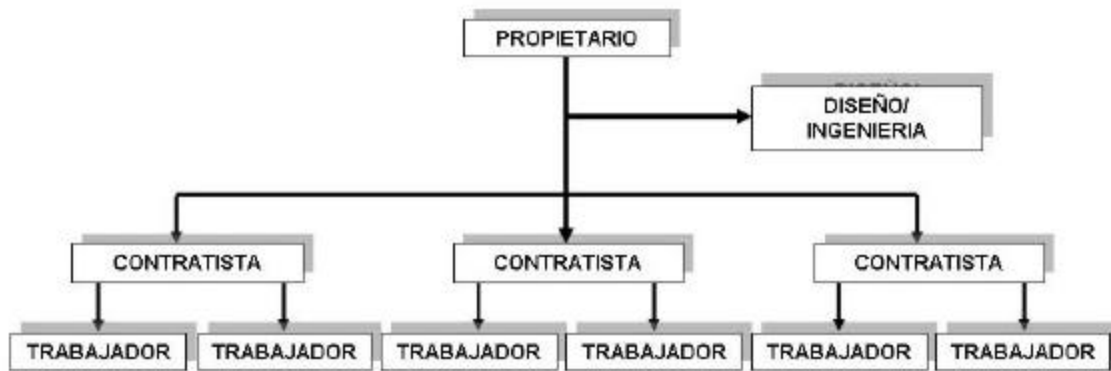 PROPIETARIO
DISEÑO/
INGENIERIA
CONTRATISTA
CONTRATISTA
CONTRATISTA
TRABAJADOR
TRABAJADOR
TRABAJADOR
TRABAJADOR
TRABAJADOR
TRABAJADOR